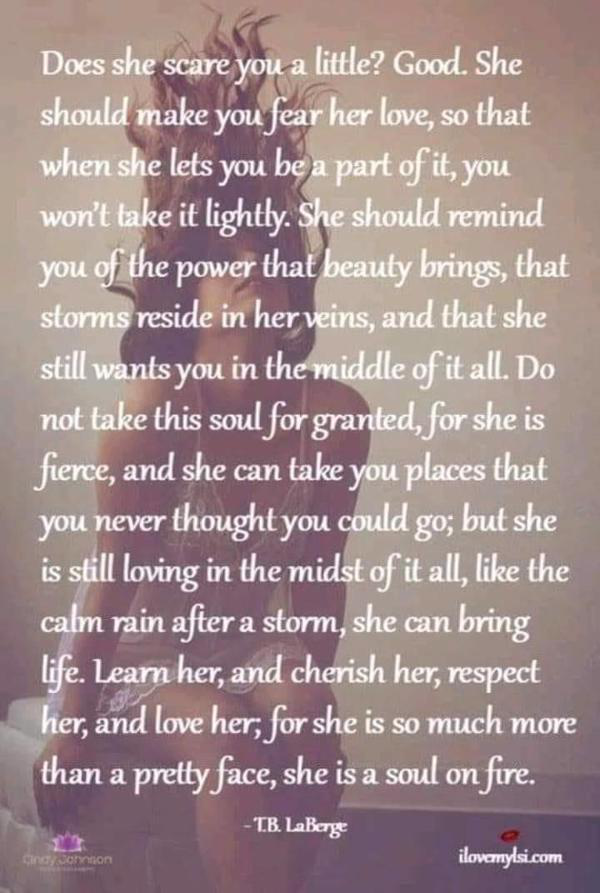 Does she scare you a little? Good. She
should make you fear her love, so that
when she lets you be a part of it, you
won't take it lightly. She should remind
you of the power that beauty brings, that
storms reside in her veins, and that she
still wants you in the middle of it all. Do
not take this soul for granted, for she is
fierce, and she can take you places that
you never thought you could go; but she
is still loving in the midst of it all, like the
calm rain after a storm, she can bring
life. Learn her, and cherish her, respect
her, and love her; for she is so much more
than a pretty face, she is a soul on fire.
- T.B. LaBerge
Cindy Johnson
ilovemylsi.com